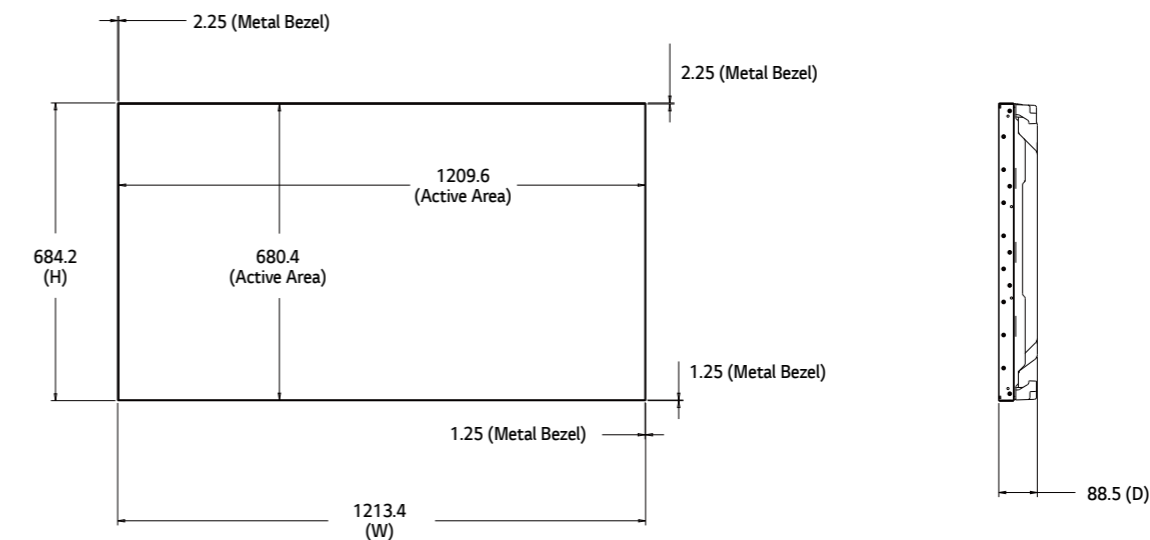 2.25 (Metal Bezel)
2.25 (Metal Bezel)
1209.6
(Active Area)
684.2
(H)
680.4
(Active Area)
1.25 (Metal Bezel)
1.25 (Metal Bezel)
88.5 (D)
1213.4
(W)